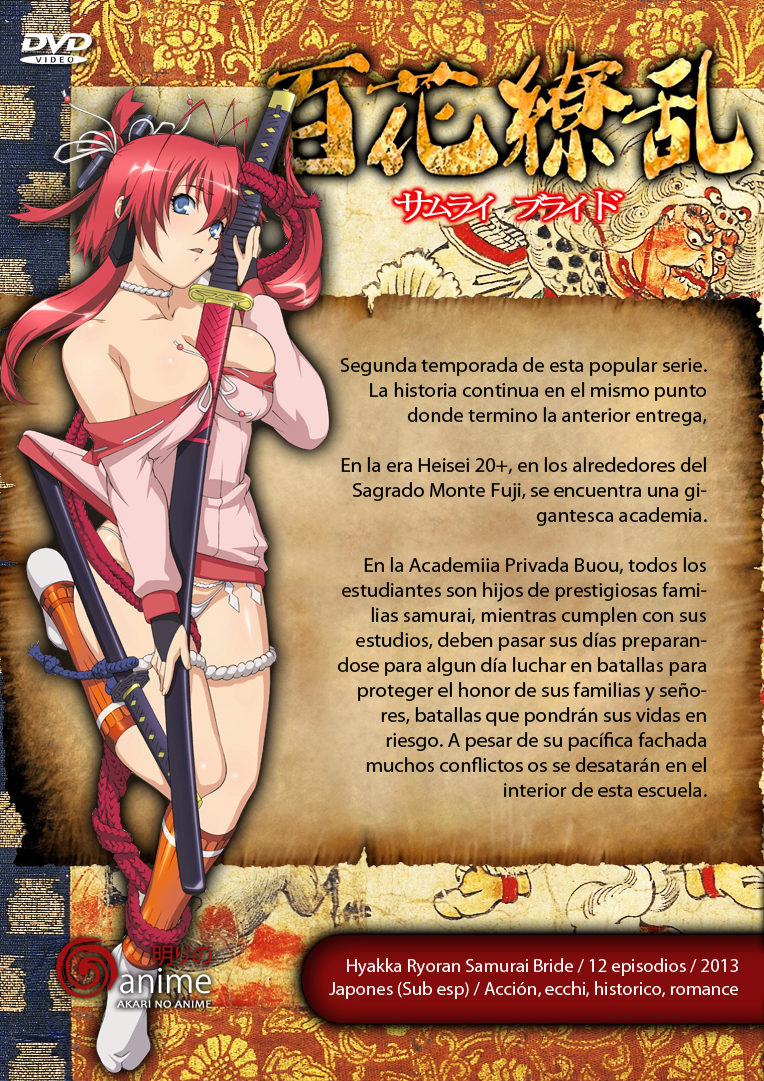 DVD
VIDEO
百花繚乱
サムライ ブライド
Segunda temporada de esta popular serie.
La historia continua en el mismo punto
donde termino la anterior entrega,
En la era Heisei 20+, en los alrededores del
Sagrado Monte Fuji, se encuentra una gi-
gantesca academia.
En la Academiia Privada Buou, todos los
estudiantes son hijos de prestigiosas fami-
lias samurai, mientras cumplen con sus
estudios, deben pasar sus días preparan-
dose para algun día luchar en batallas para
proteger el honor de sus familias y seño-
res, batallas que pondrán sus vidas en
riesgo. A pesar de su pacífica fachada
muchos conflictos os se desatarán en el
interior de esta escuela.
明りの
anime
AKARI NO ANIME
Hyakka Ryoran Samurai Bride / 12 episodios / 2013
Japones (Sub esp) / Acción, ecchi, historico, romance